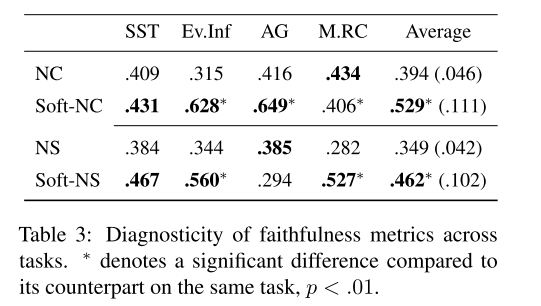 SST Ev.Inf AG M.RC Average
NC .409 .315 .416 .434 .394 (.046)
Soft-NC .431 .628* .649* .406* .529* (.111)
NS .384 .344 .385 .282 .349 (.042)
Soft-NS .467 .560* .294 .527* .462* (.102)
Table 3: Diagnosticity of faithfulness metrics across
tasks. * denotes a significant difference compared to
its counterpart on the same task, p < .01.